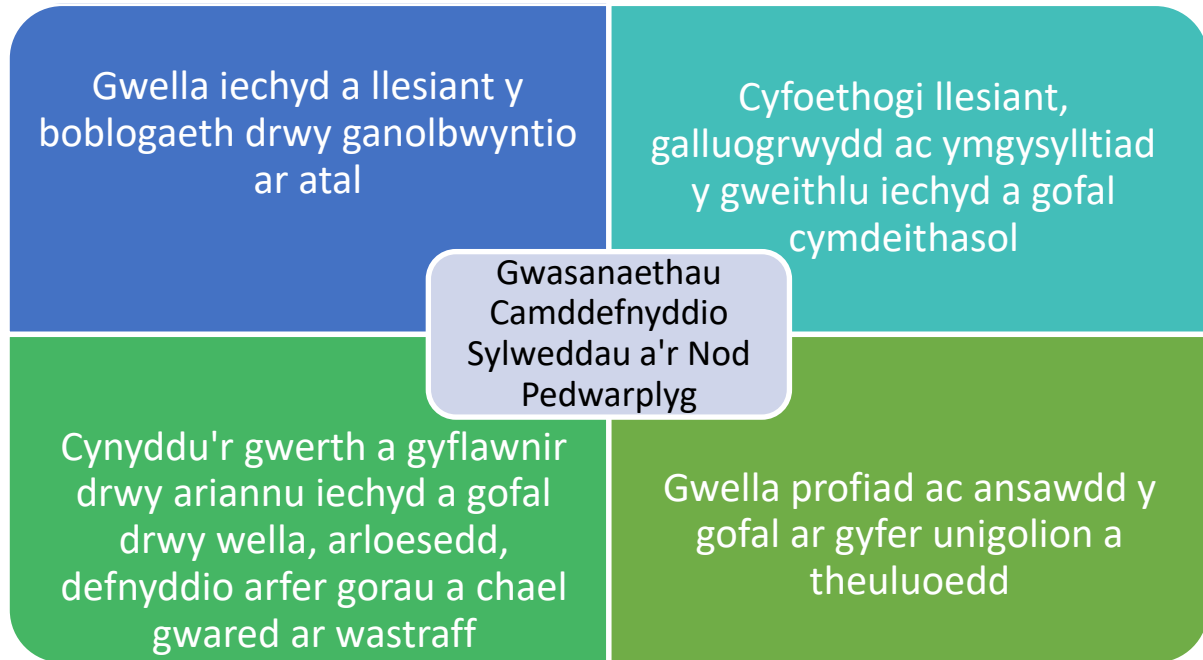 Gwella iechyd a llesiant y
boblogaeth drwy ganolbwyntio
ar atal
Cyfoethogi llesiant,
galluogrwydd ac ymgysylltiad
y gweithlu iechyd a gofal
cymdeithasol
Gwasanaethau
Camddefnyddio
Sylweddau a'r Nod
Pedwarplyg
Cynyddu'r gwerth a gyflawnir
drwy ariannu iechyd a gofal
drwy wella, arloesedd,
defnyddio arfer gorau a chael
gwared ar wastraff
Gwella profiad ac ansawdd y
gofal ar gyfer unigolion a
theuluoedd